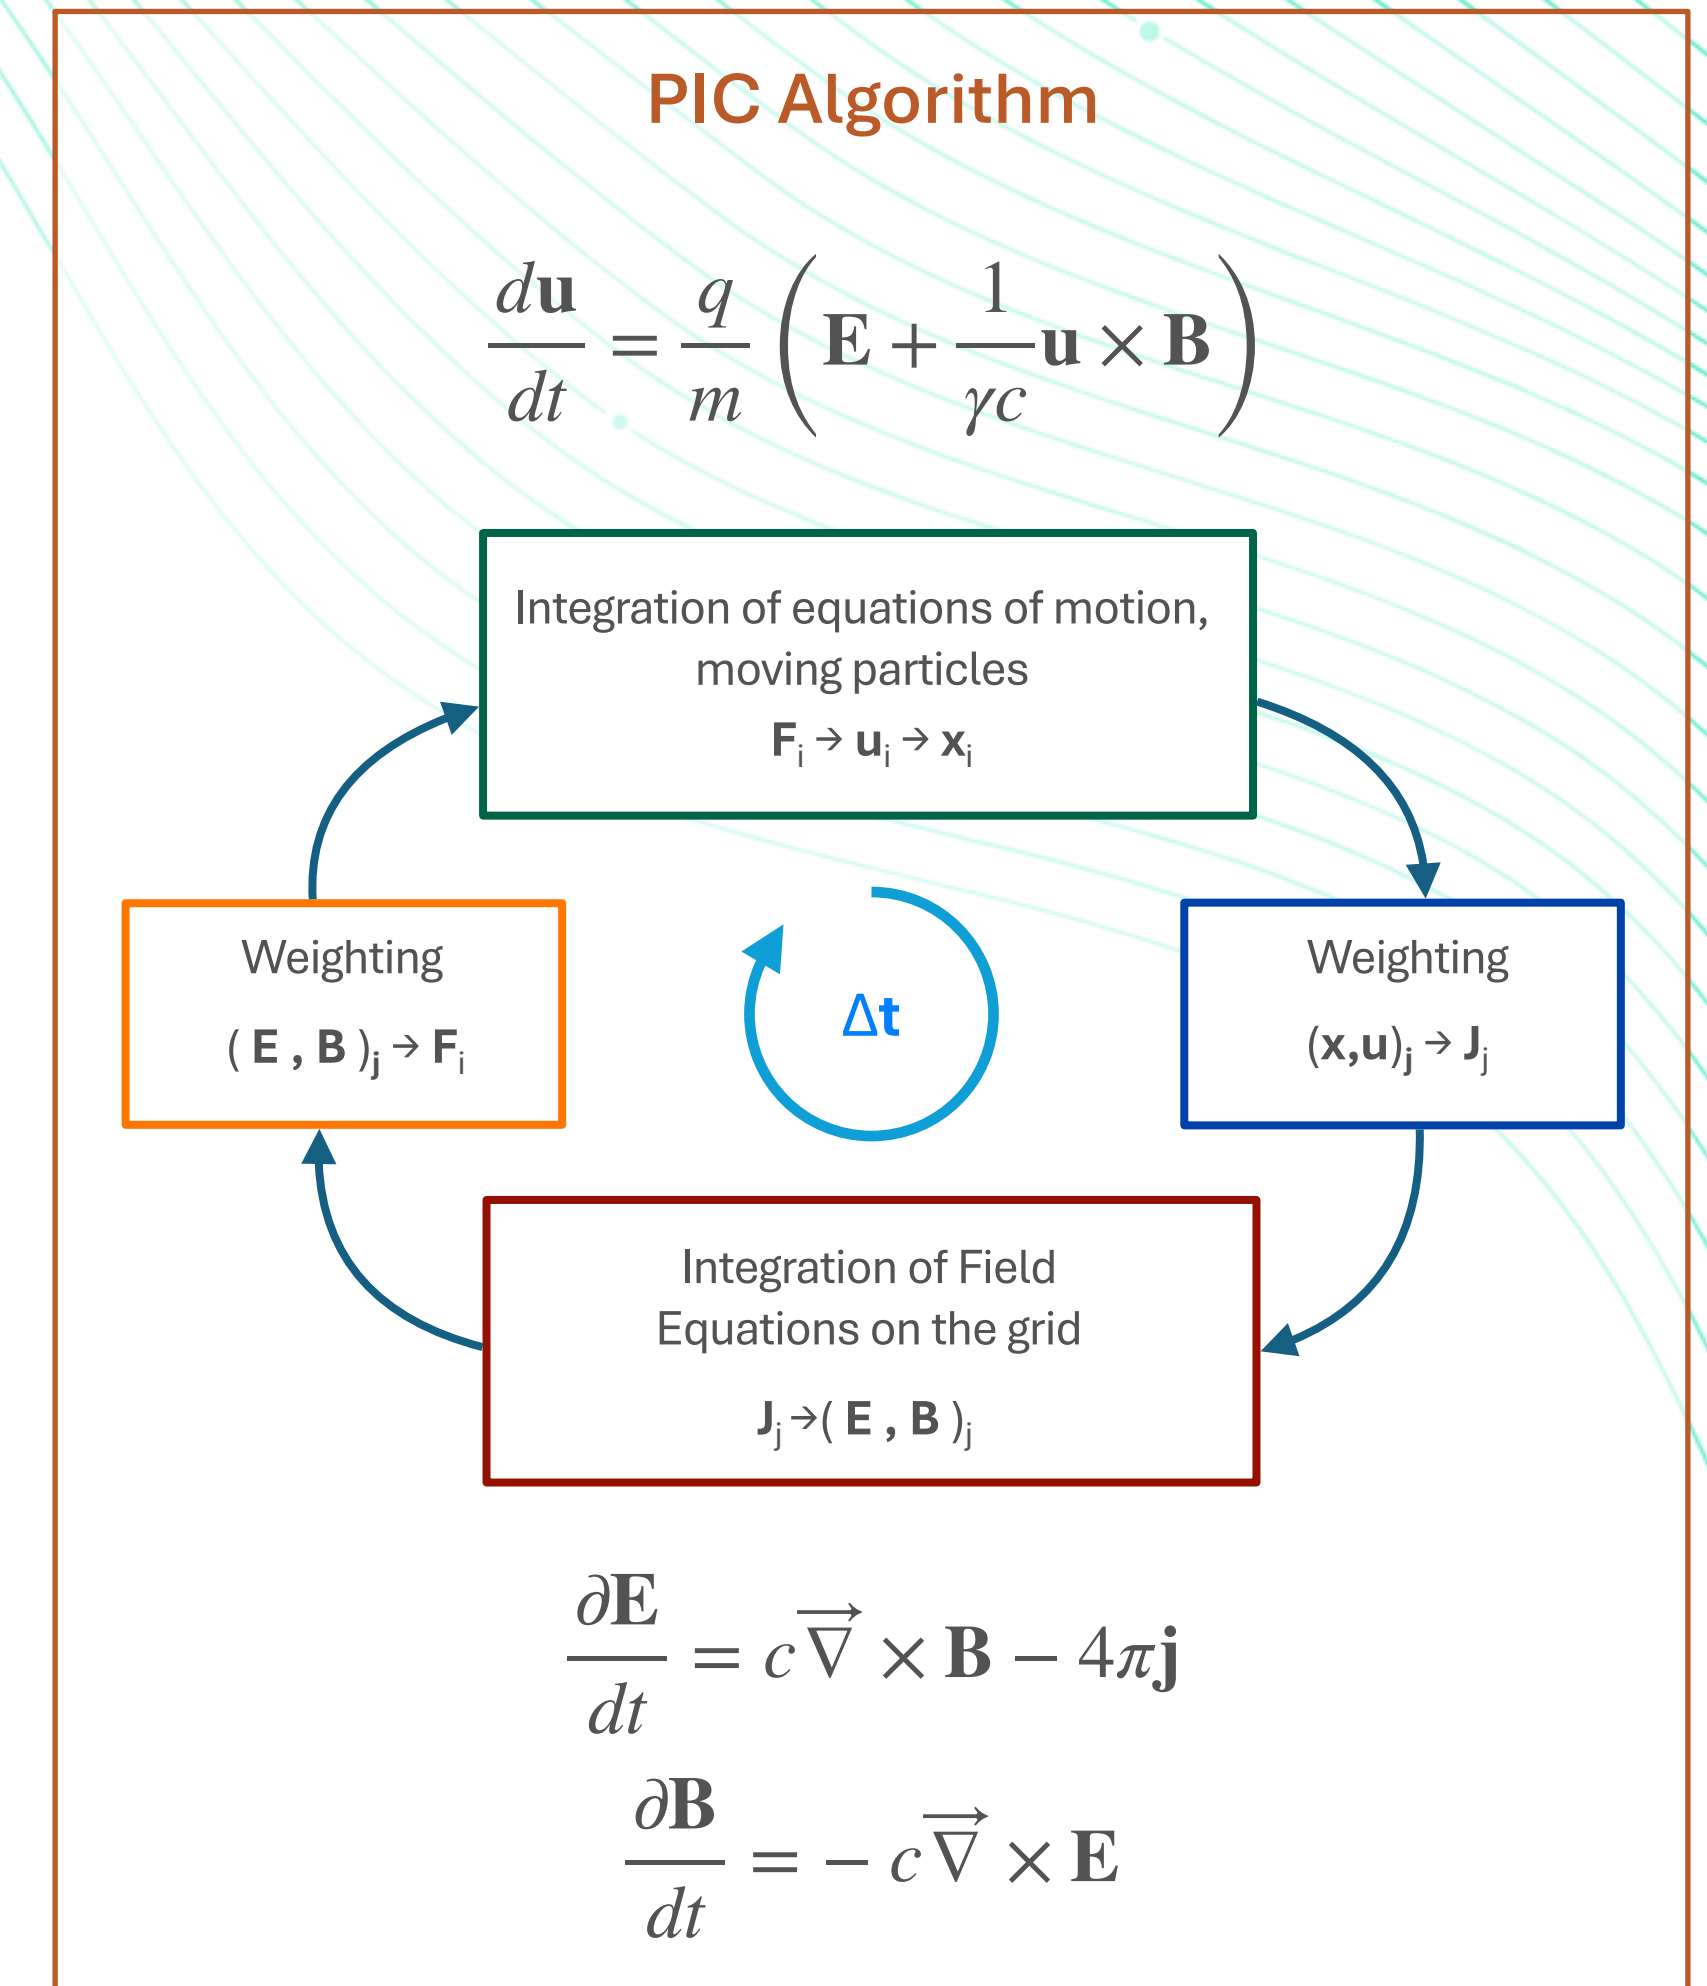 PIC Algorithm
d𝐮/dt = q/m (𝐄 + 1/γc 𝐮 × 𝐁)
Integration of equations of motion,
moving particles
𝐅ᵢ → 𝐮ᵢ → 𝐱ᵢ
Weighting
( 𝐄 , 𝐁 )ⱼ → 𝐅ᵢ
Δ𝐭
Weighting
(𝐱,𝐮)ⱼ → 𝐉ⱼ
Integration of Field
Equations on the grid
𝐉ⱼ →( 𝐄 , 𝐁 )ⱼ
∂𝐄/dt = c∇⃗ × 𝐁 − 4π𝐣
∂𝐁/dt = − c∇⃗ × 𝐄